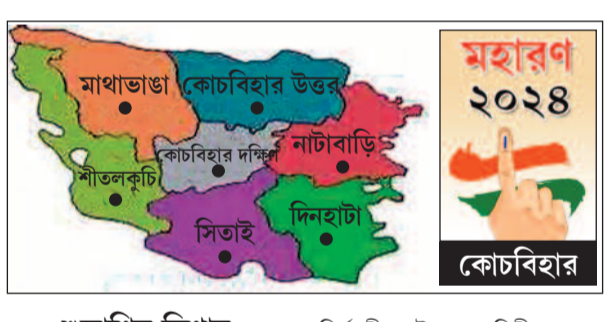 মাথাভাঙা
কোচবিহার উত্তর
কোচবিহার দক্ষিণ
নাটাবাড়ি
শীতলকুচি
সিতাই
দিনহাটা
মহারণ
২০২৪
কোচবিহার